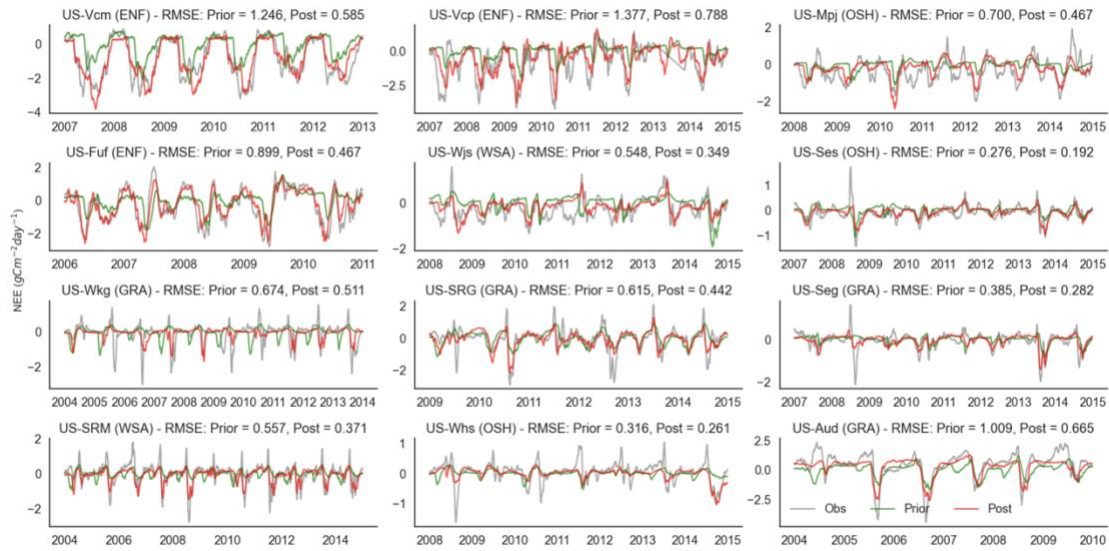 US-Vcm (ENF) - RMSE: Prior = 1.246, Post = 0.585
0
−2
−4
2007 2008 2009 2010 2011 2012 2013
US-Vcp (ENF) - RMSE: Prior = 1.377, Post = 0.788
0.0
−2.5
2007 2008 2009 2010 2011 2012 2013 2014 2015
US-Mpj (OSH) - RMSE: Prior = 0.700, Post = 0.467
2
0
−2
2008 2010 2011 2012 2013 2014 2015
US-Fuf (ENF) - RMSE: Prior = 0.899, Post = 0.467
2
0
−2
2006 2007 2008 2009 2010 2011
US-Wjs (WSA) - RMSE: Prior = 0.548, Post = 0.349
0
−2
2008 2009 2010 2011 2012 2013 2014 2015
US-Ses (OSH) - RMSE: Prior = 0.276, Post = 0.192
1
0
−1
2007 2008 2009 2010 2011 2012 2013 2014 2015
NEE (gCm−2day−1)
US-Wkg (GRA) - RMSE: Prior = 0.674, Post = 0.511
0
−2
2004 2005 2006 2007 2008 2009 2010 2011 2012 2013 2014
US-SRG (GRA) - RMSE: Prior = 0.615, Post = 0.442
2
0
−2
2009 2010 2011 2012 2013 2014 2015
US-Seg (GRA) - RMSE: Prior = 0.385, Post = 0.282
0
−2
2007 2008 2009 2010 2011 2012 2013 2014 2015
US-SRM (WSA) - RMSE: Prior = 0.557, Post = 0.371
2
0
−2
2004 2006 2008 2010 2012 2014
US-Whs (OSH) - RMSE: Prior = 0.316, Post = 0.261
1
0
−1
2008 2009 2010 2011 2012 2013 2014 2015
US-Aud (GRA) - RMSE: Prior = 1.009, Post = 0.665
2.5
0.0
−2.5
Obs Prior Post
2006 2007 2008 2009 2010